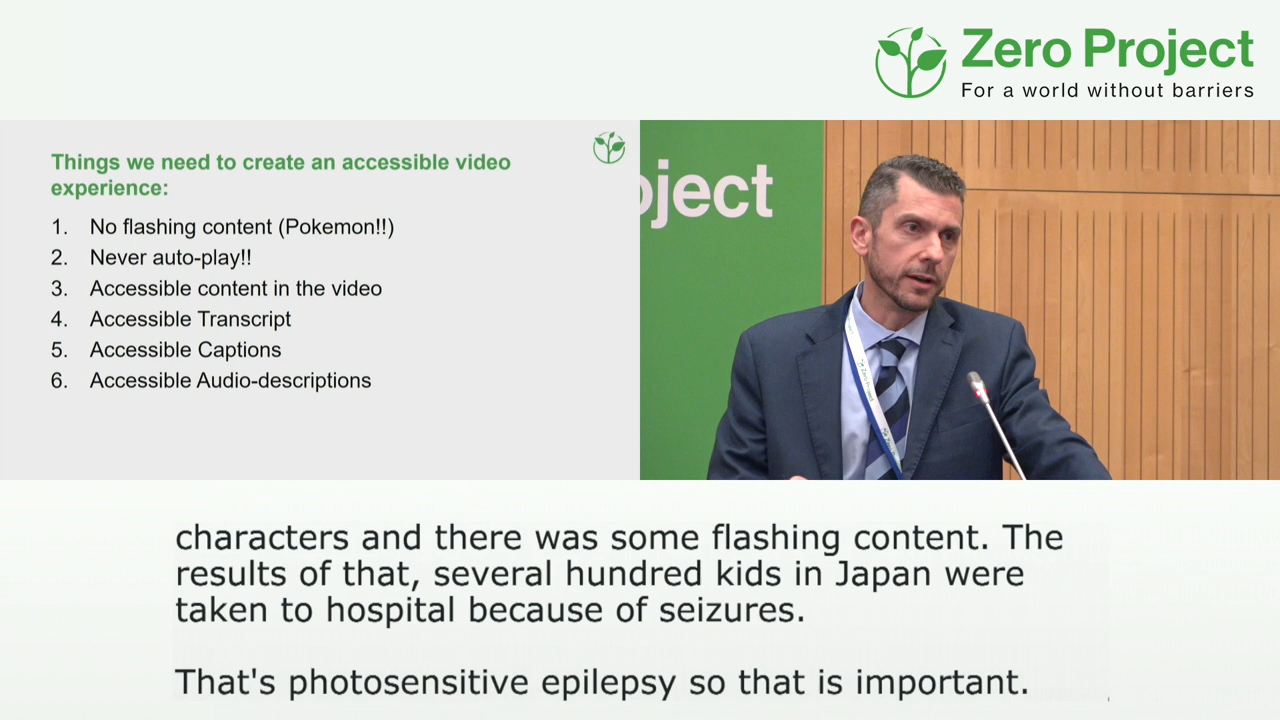 Zero Project
For a world without barriers
Things we need to create an accessible video
experience:
1. No flashing content (Pokemon!!)
2. Never auto-play!!
3. Accessible content in the video
4. Accessible Transcript
5. Accessible Captions
6. Accessible Audio-descriptions
oject
characters and there was some flashing content. The
results of that, several hundred kids in Japan were
taken to hospital because of seizures.
That's photosensitive epilepsy so that is important.